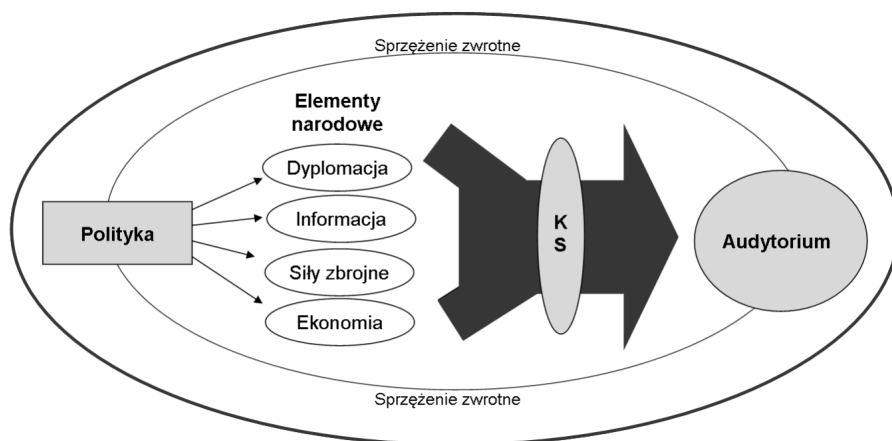 Sprzężenie zwrotne
Elementy
narodowe
Dyplomacja
Informacja
Siły zbrojne
Ekonomia
Polityka
K
S
Audytorium
Sprzężenie zwrotne